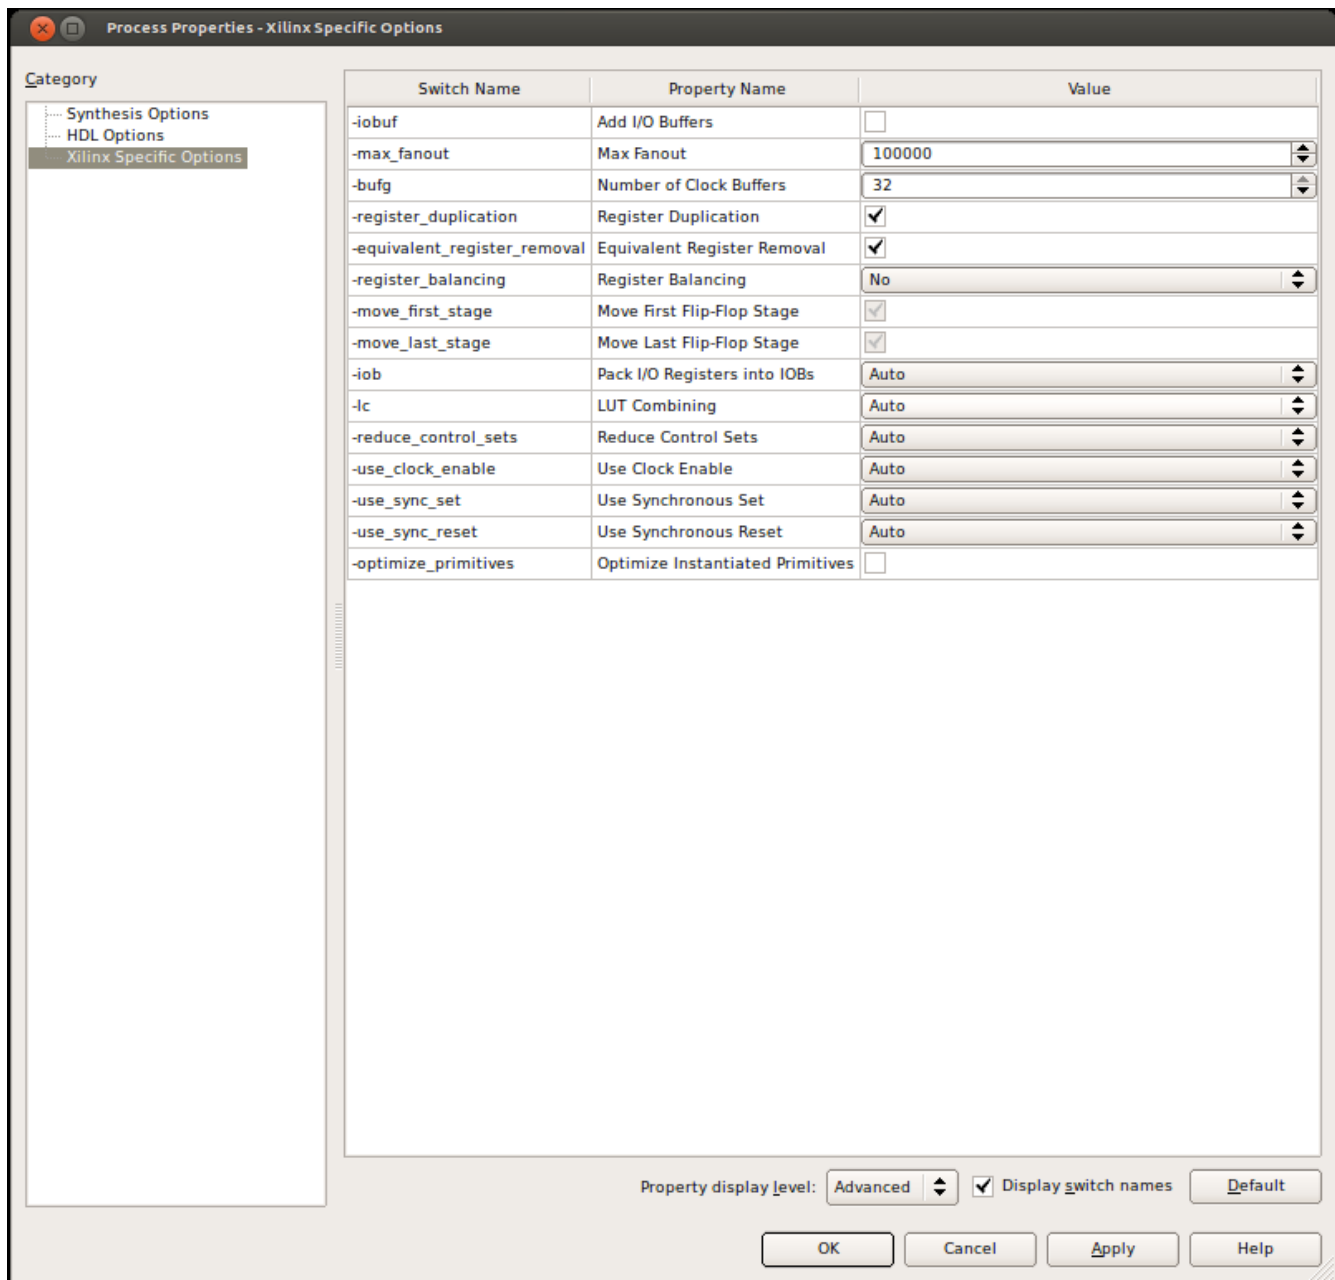 Process Properties - Xilinx Specific Options
Category
Synthesis Options
HDL Options
Xilinx Specific Options
Switch Name Property Name Value
-iobuf Add I/O Buffers
-max_fanout Max Fanout 100000
-bufg Number of Clock Buffers 32
-register_duplication Register Duplication
-equivalent_register_removal Equivalent Register Removal
-register_balancing Register Balancing No
-move_first_stage Move First Flip-Flop Stage
-move_last_stage Move Last Flip-Flop Stage
-iob Pack I/O Registers into IOBs Auto
-lc LUT Combining Auto
-reduce_control_sets Reduce Control Sets Auto
-use_clock_enable Use Clock Enable Auto
-use_sync_set Use Synchronous Set Auto
-use_sync_reset Use Synchronous Reset Auto
-optimize_primitives Optimize Instantiated Primitives
Property display level: Advanced Display switch names Default
OK Cancel Apply Help